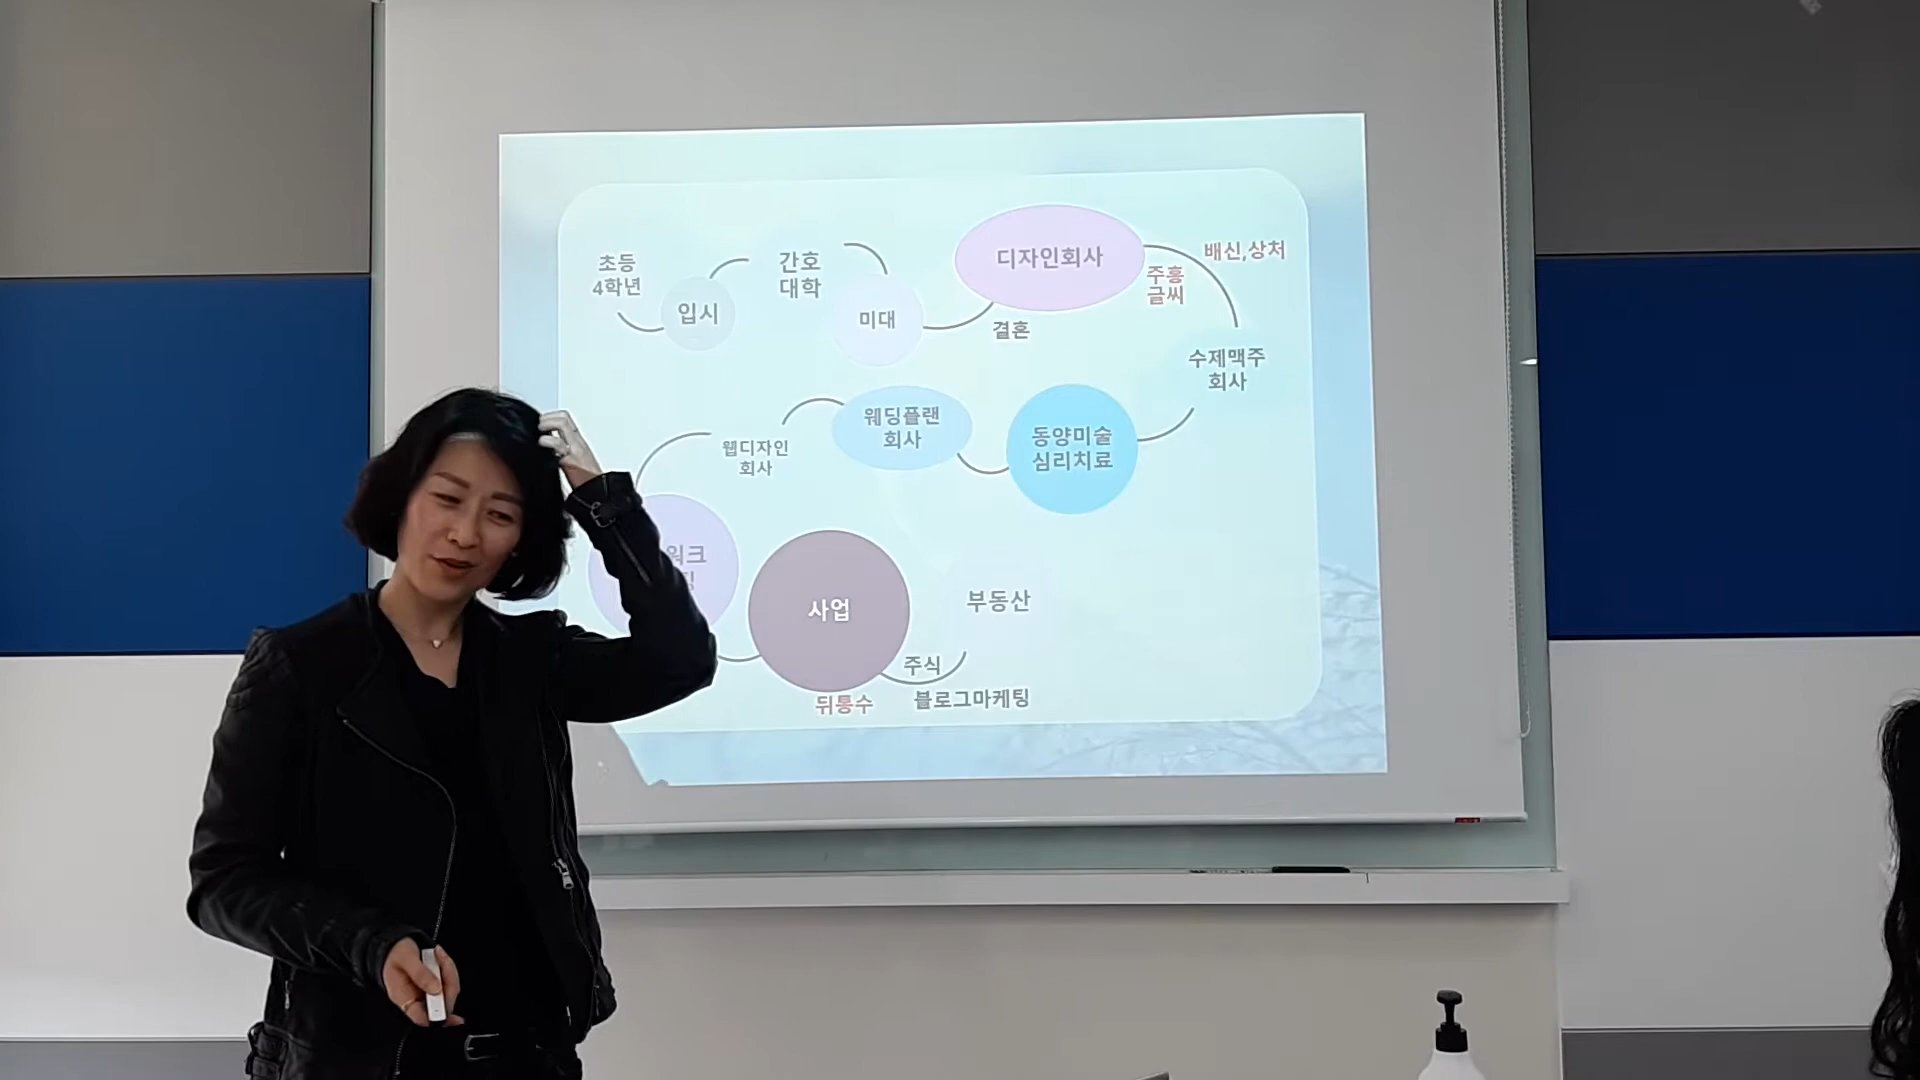 초등
4학년
입시
간호
대학
미대
결혼
디자인회사
주홍
글씨
배신,상처
수제맥주
회사
동양미술
심리치료
웨딩플랜
회사
웹디자인
회사
워크
사업
뒤통수
주식
블로그마케팅
부동산